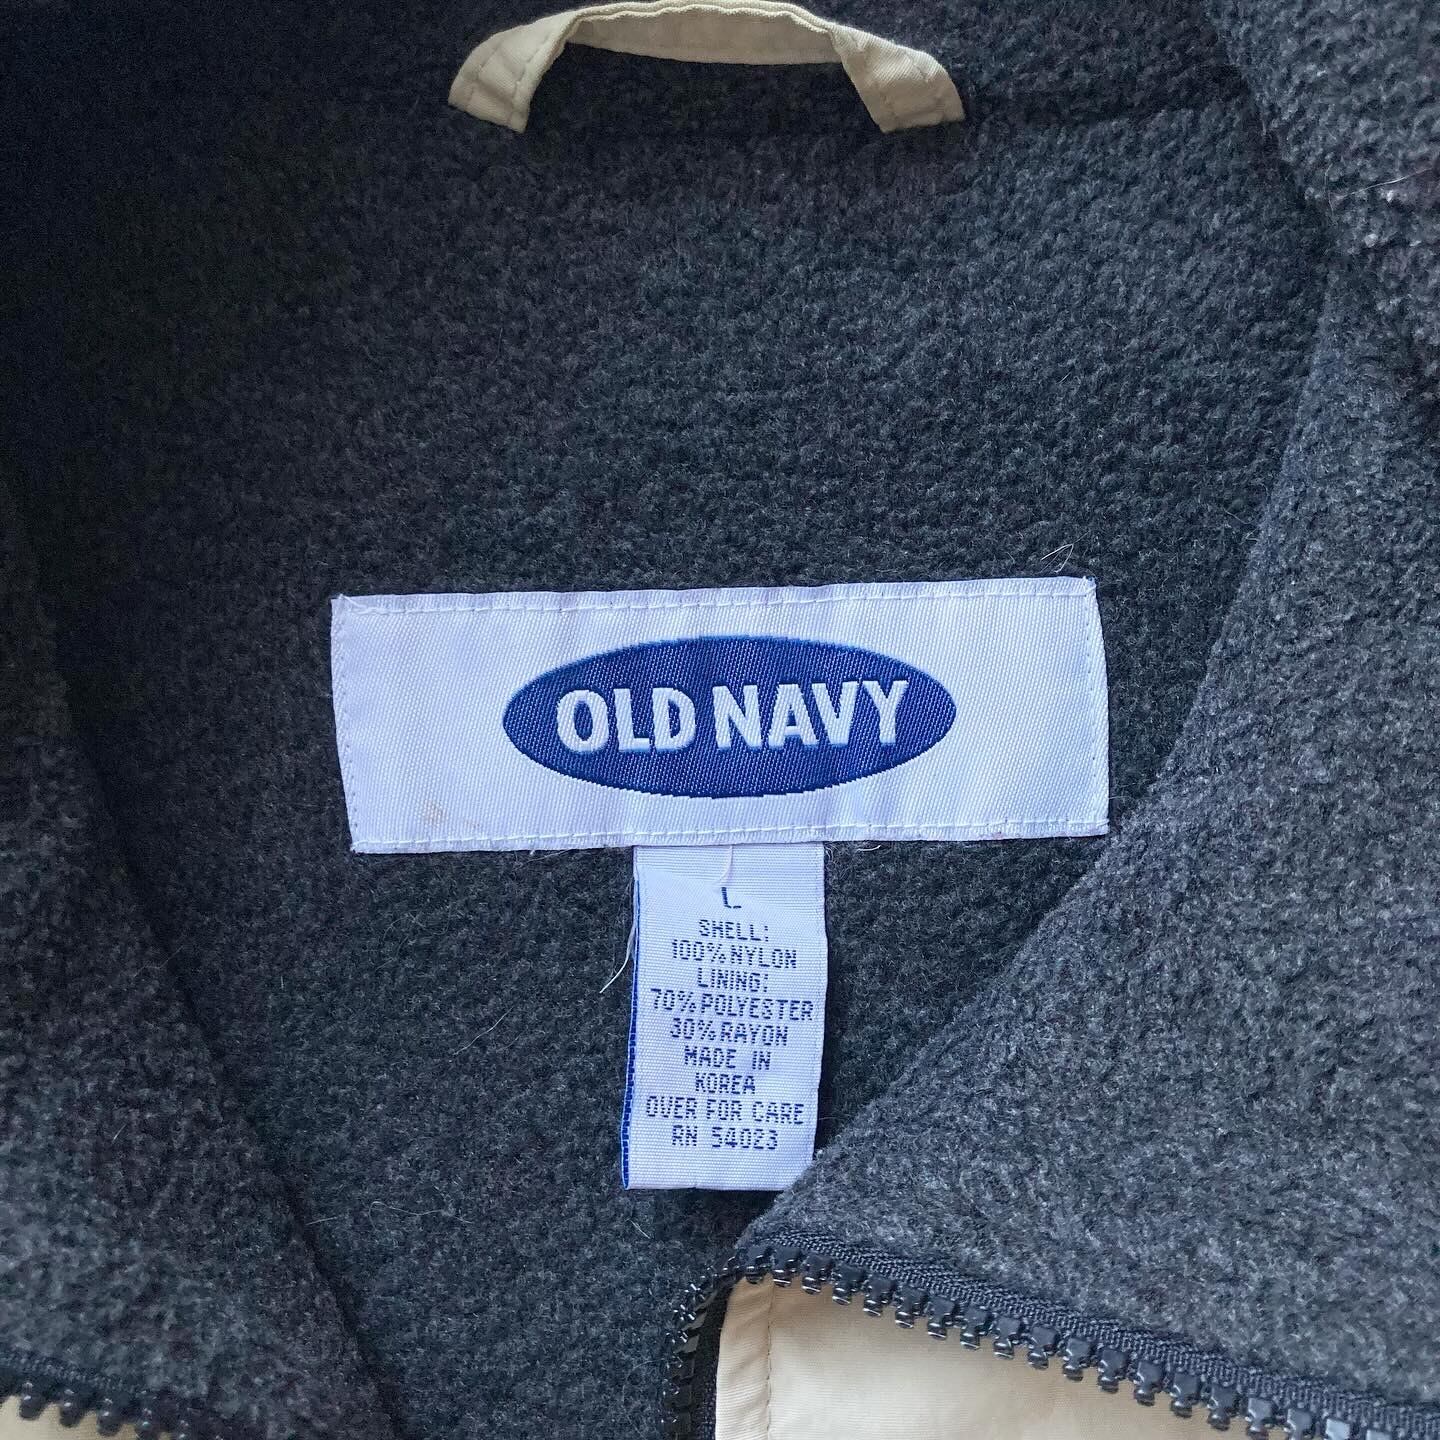 OLD NAVY
L
SHELL:
100% NYLON
LINING:
70% POLYESTER
30% RAYON
MADE IN
KOREA
OVER FOR CARE
RN 54023